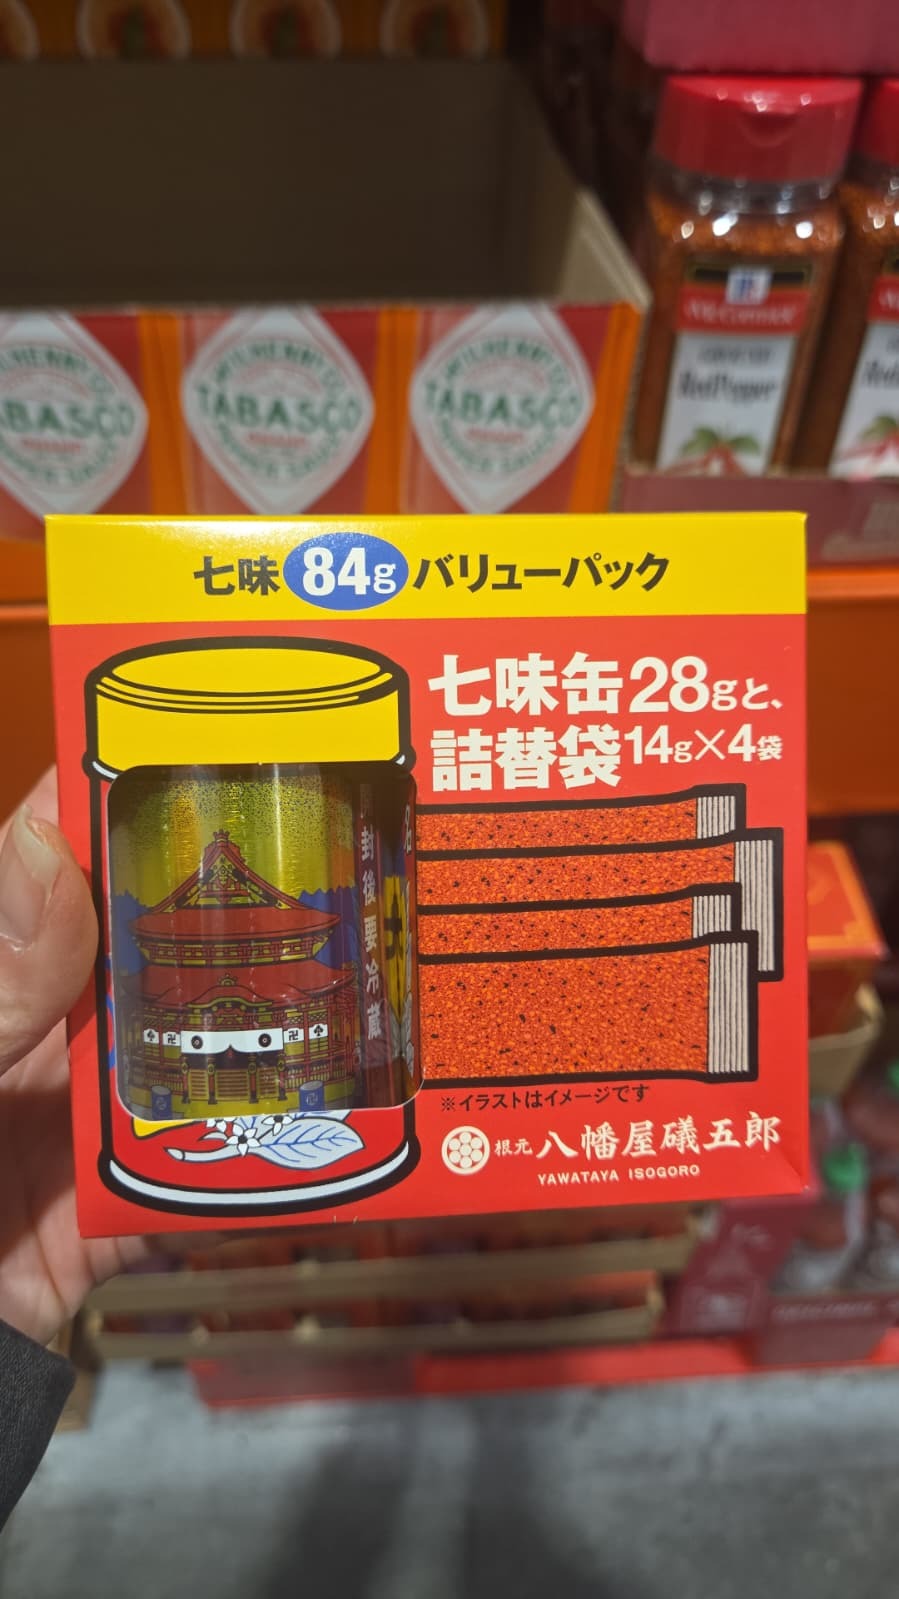 TABASCO
TABASCO
TABASCO
McCormick
Red Pepper
七味84gバリューパック
七味缶28gと、
詰替袋14g×4袋
開封後要冷蔵
※イラストはイメージです
根元 八幡屋礒五郎
YAWATAYA ISOGORO